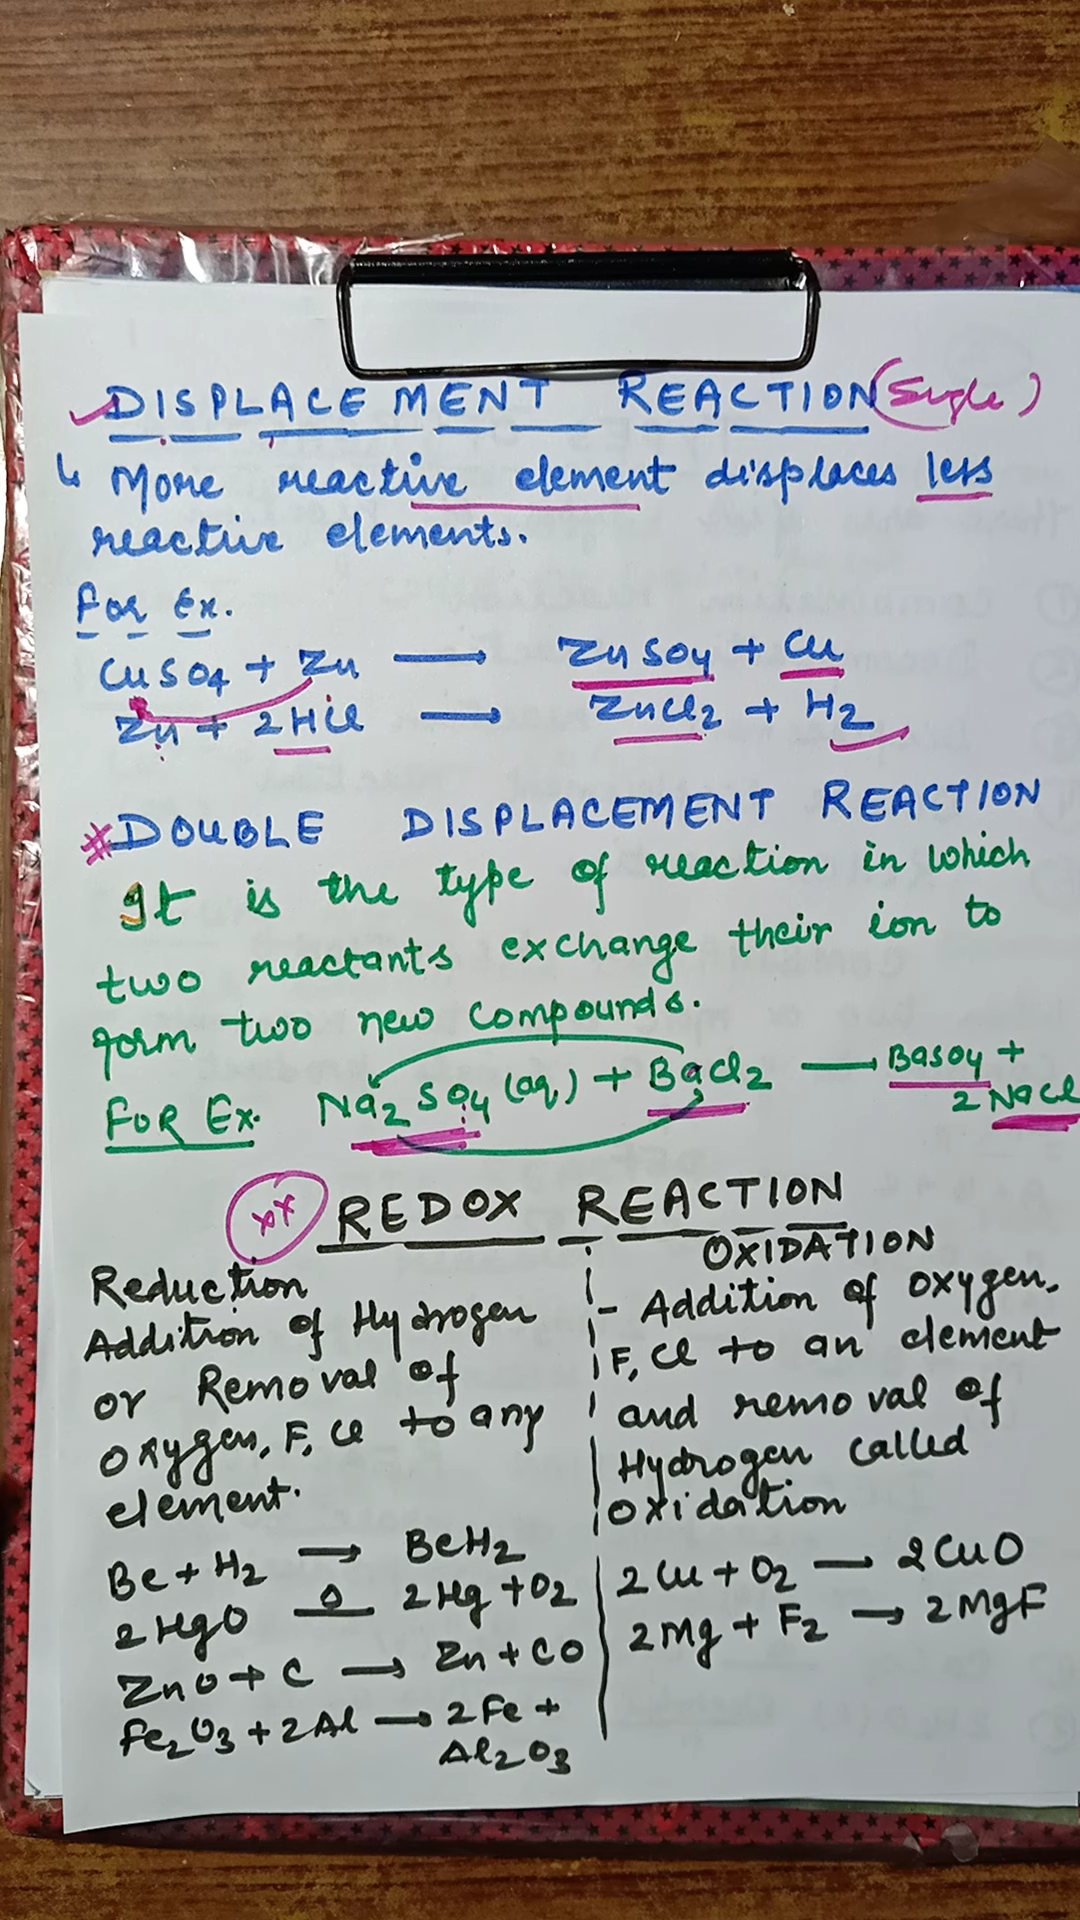 DISPLACEMENT REACTION (Single)
↳ More reactive element displaces less
reactive elements.
For Ex.
CuSO4 + Zn ⟶ ZnSO4 + Cu
Zn + 2HCl ⟶ ZnCl2 + H2
# DOUBLE DISPLACEMENT REACTION
It is the type of reaction in which
two reactants exchange their ion to
form two new compounds.
FOR Ex. Na2SO4 (aq) + BaCl2 ⟶ BaSO4 +
2NaCl
xx REDOX REACTION
Reduction
Addition of Hydrogen
or Removal of
oxygen, F, Cl to any
element.
Be + H2 ⟶ BeH2
2HgO Δ⟶ 2Hg + O2
ZnO + C ⟶ Zn + CO
Fe2O3 + 2Al ⟶ 2Fe +
Al2O3
OXIDATION
- Addition of oxygen,
F, Cl to an element
and removal of
Hydrogen called
oxidation
2Cu + O2 ⟶ 2CuO
2Mg + F2 ⟶ 2MgF